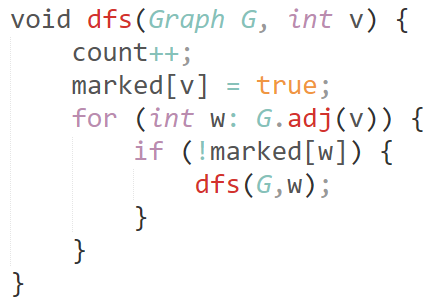 void dfs(Graph G, int v) {
    count++;
    marked[v] = true;
    for (int w: G.adj(v)) {
        if (!marked[w]) {
            dfs(G,w);
        }
    }
}